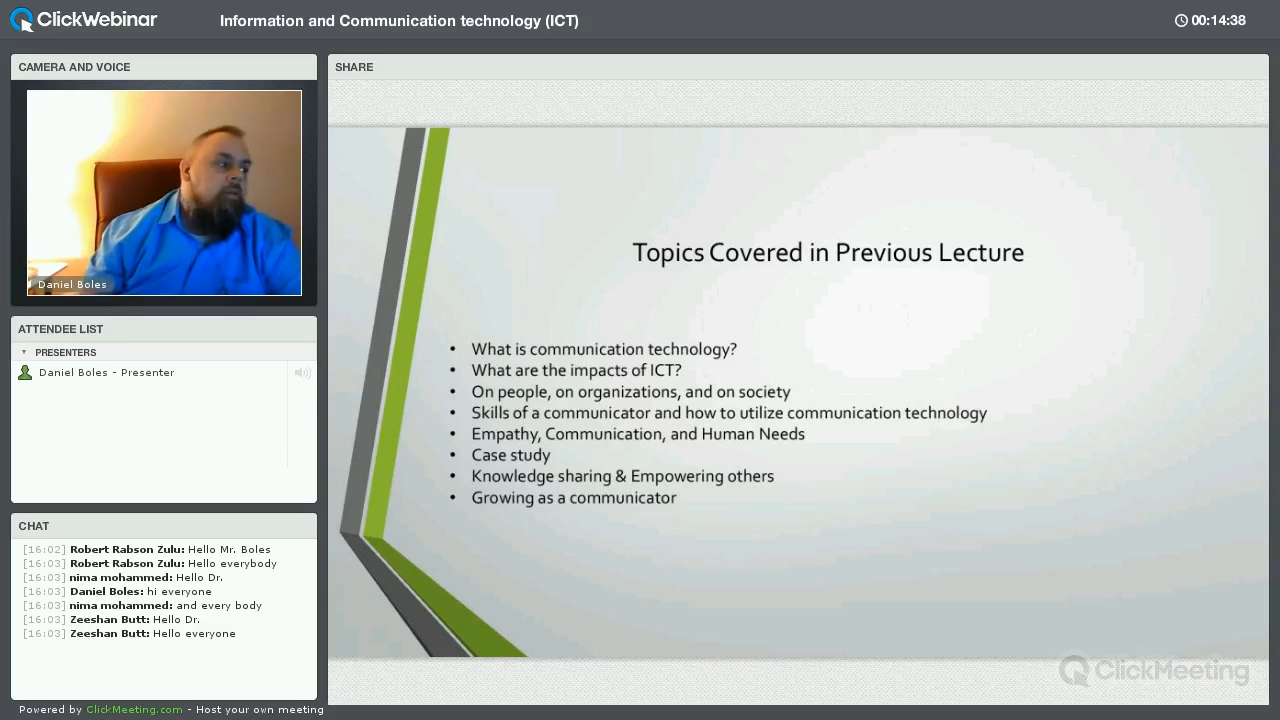 ClickWebinar
Information and Communication technology (ICT)
00:14:38
CAMERA AND VOICE
Daniel Boles
ATTENDEE LIST
PRESENTERS
Daniel Boles - Presenter
CHAT
[16:02] Robert Rabson Zulu: Hello Mr. Boles
[16:03] Robert Rabson Zulu: Hello everybody
[16:03] nima mohammed: Hello Dr.
[16:03] Daniel Boles: hi everyone
[16:03] nima mohammed: and every body
[16:03] Zeeshan Butt: Hello Dr.
[16:03] Zeeshan Butt: Hello everyone
Powered by ClickMeeting.com - Host your own meeting
SHARE
Topics Covered in Previous Lecture
• What is communication technology?
• What are the impacts of ICT?
• On people, on organizations, and on society
• Skills of a communicator and how to utilize communication technology
• Empathy, Communication, and Human Needs
• Case study
• Knowledge sharing & Empowering others
• Growing as a communicator
ClickMeeting